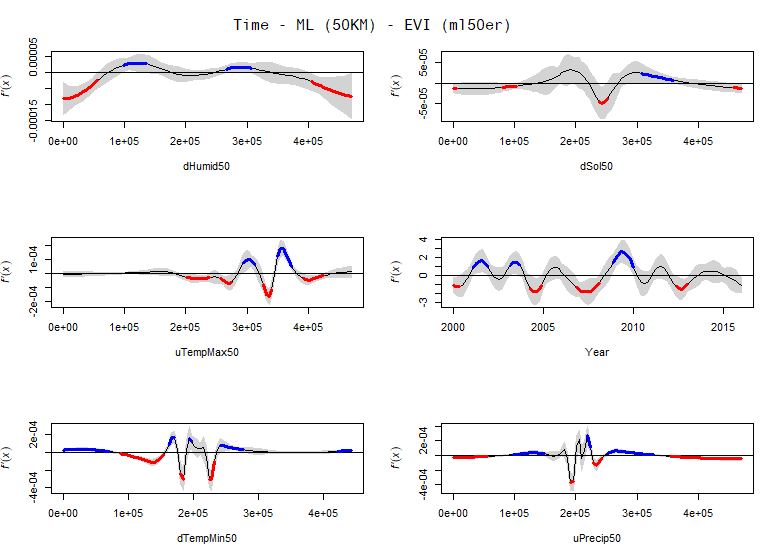 Time - ML (50KM) - EVI (ml50er)
f'(x)
0.00005
-0.00015
0e+00 1e+05 2e+05 3e+05 4e+05
dHumid50
f'(x)
5e-05
-5e-05
0e+00 1e+05 2e+05 3e+05 4e+05
dSol50
f'(x)
1e-04
-2e-04
0e+00 1e+05 2e+05 3e+05 4e+05
uTempMax50
f'(x)
4
2
0
-3
2000 2005 2010 2015
Year
f'(x)
2e-04
-4e-04
0e+00 1e+05 2e+05 3e+05 4e+05
dTempMin50
f'(x)
2e-04
-4e-04
0e+00 1e+05 2e+05 3e+05 4e+05
uPrecip50